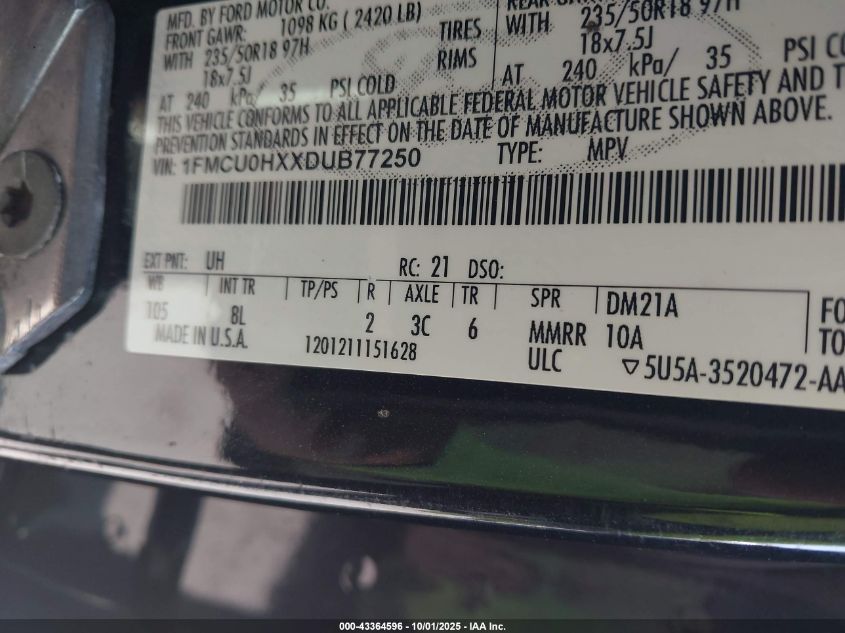 MFD. BY FORD MOTOR CO.
FRONT GAWR: 1098 KG ( 2420 LB)
WITH 235/50R18 97H TIRES WITH 235/50R18 97H
18x7.5J RIMS 18x7.5J
AT 240 kPa/ 35 PSI COLD AT 240 kPa/ 35 PSI
THIS VEHICLE CONFORMS TO ALL APPLICABLE FEDERAL MOTOR VEHICLE SAFETY AND
PREVENTION STANDARDS IN EFFECT ON THE DATE OF MANUFACTURE SHOWN ABOVE.
VIN: 1FMCU0HXXDUB77250 TYPE: MPV
EXT PNT: UH RC: 21 DSO:
WB INT TR TP/PS R AXLE TR SPR DM21A
105 8L 2 3C 6 MMRR 10A
MADE IN U.S.A. 1201211151628 ULC ▽5U5A-3520472-AA
000-43364596 - 10/01/2025 - IAA Inc.